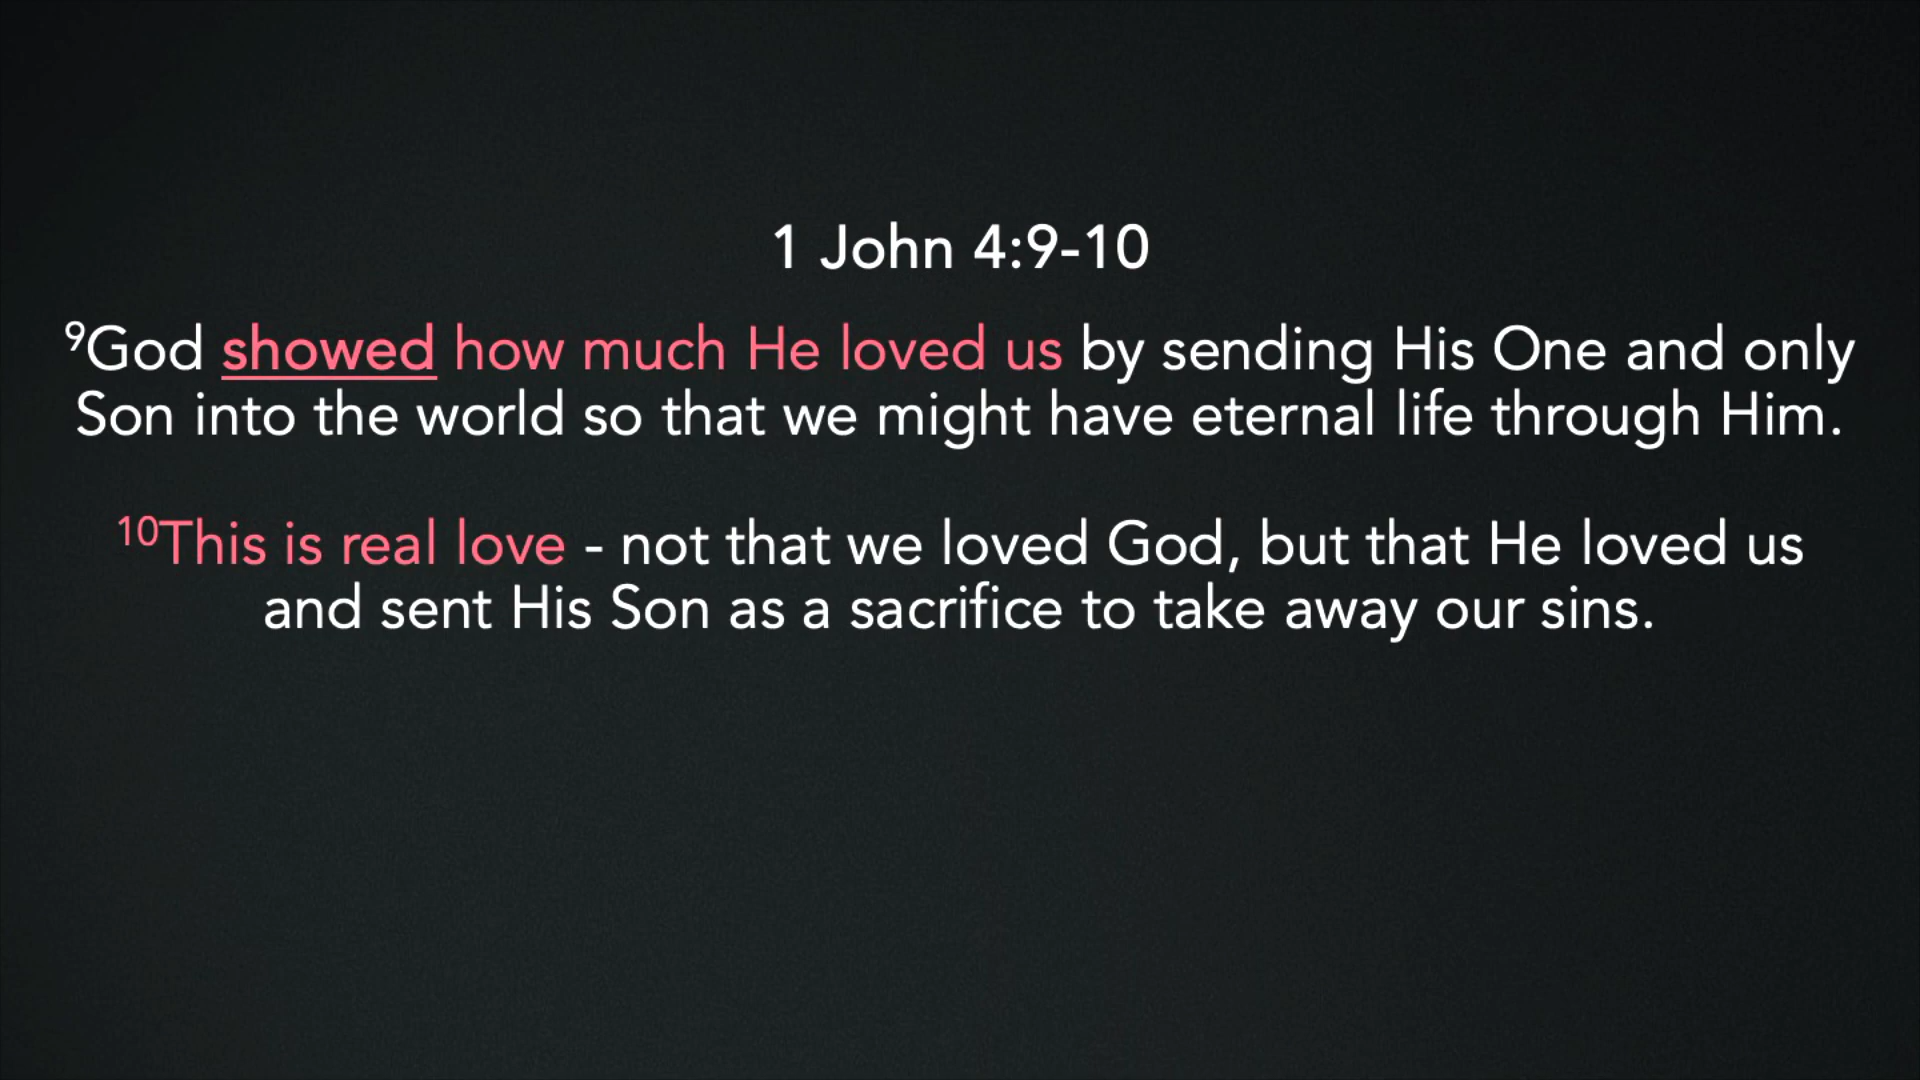 1 John 4:9-10
⁹God showed how much He loved us by sending His One and only
Son into the world so that we might have eternal life through Him.
¹⁰This is real love - not that we loved God, but that He loved us
and sent His Son as a sacrifice to take away our sins.